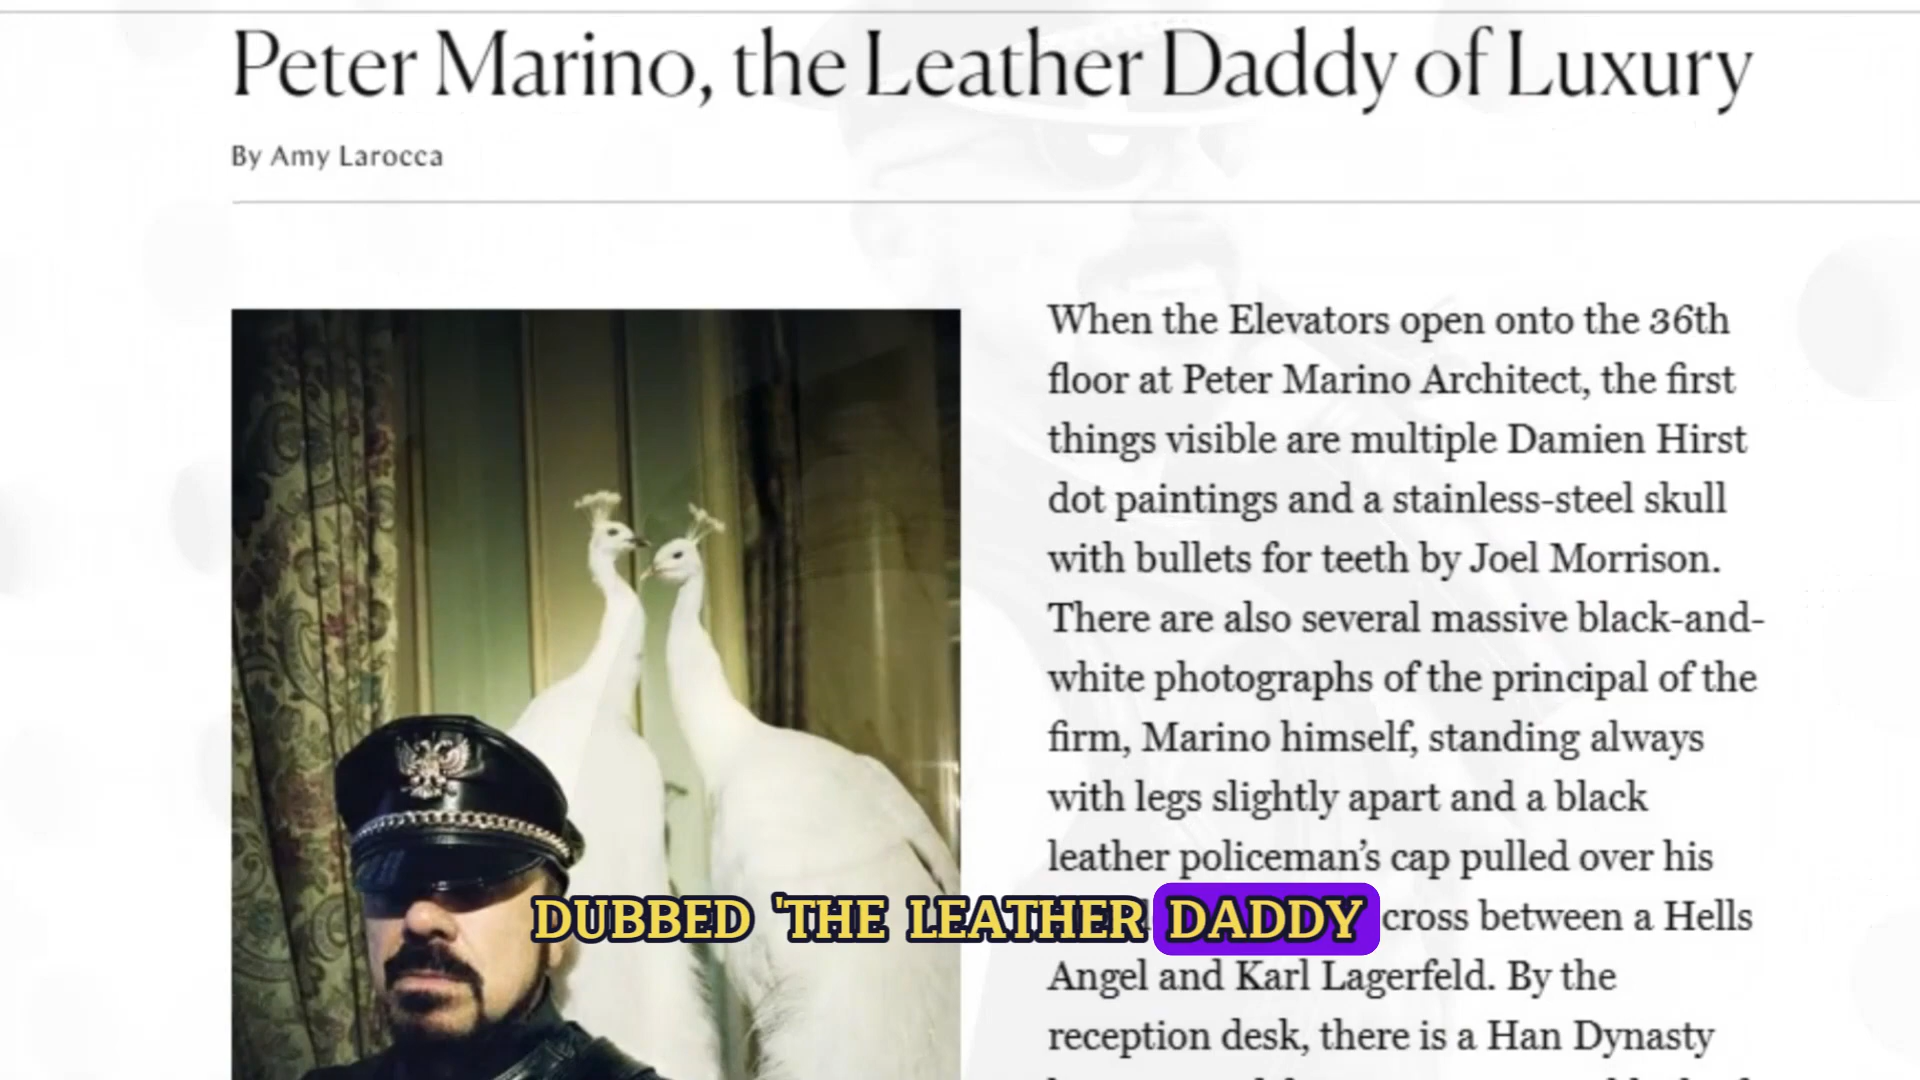 Peter Marino, the Leather Daddy of Luxury
By Amy Larocca
When the Elevators open onto the 36th
floor at Peter Marino Architect, the first
things visible are multiple Damien Hirst
dot paintings and a stainless-steel skull
with bullets for teeth by Joel Morrison.
There are also several massive black-and-
white photographs of the principal of the
firm, Marino himself, standing always
with legs slightly apart and a black
leather policeman's cap pulled over his
cross between a Hells
DUBBED 'THE LEATHER DADDY
Angel and Karl Lagerfeld. By the
reception desk, there is a Han Dynasty